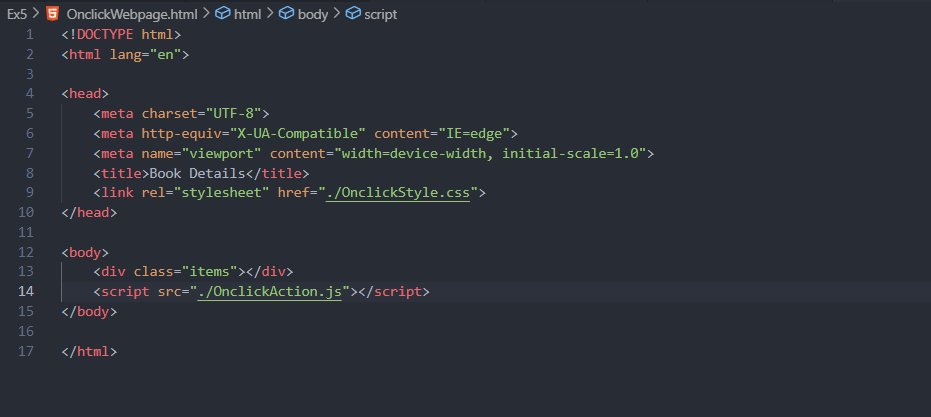 Ex5 > OnclickWebpage.html > html > body > script
1 <!DOCTYPE html>
2 <html lang="en">
3
4 <head>
5     <meta charset="UTF-8">
6     <meta http-equiv="X-UA-Compatible" content="IE=edge">
7     <meta name="viewport" content="width=device-width, initial-scale=1.0">
8     <title>Book Details</title>
9     <link rel="stylesheet" href="./OnclickStyle.css">
10 </head>
11
12 <body>
13     <div class="items"></div>
14     <script src="./OnclickAction.js"></script>
15 </body>
16
17 </html>